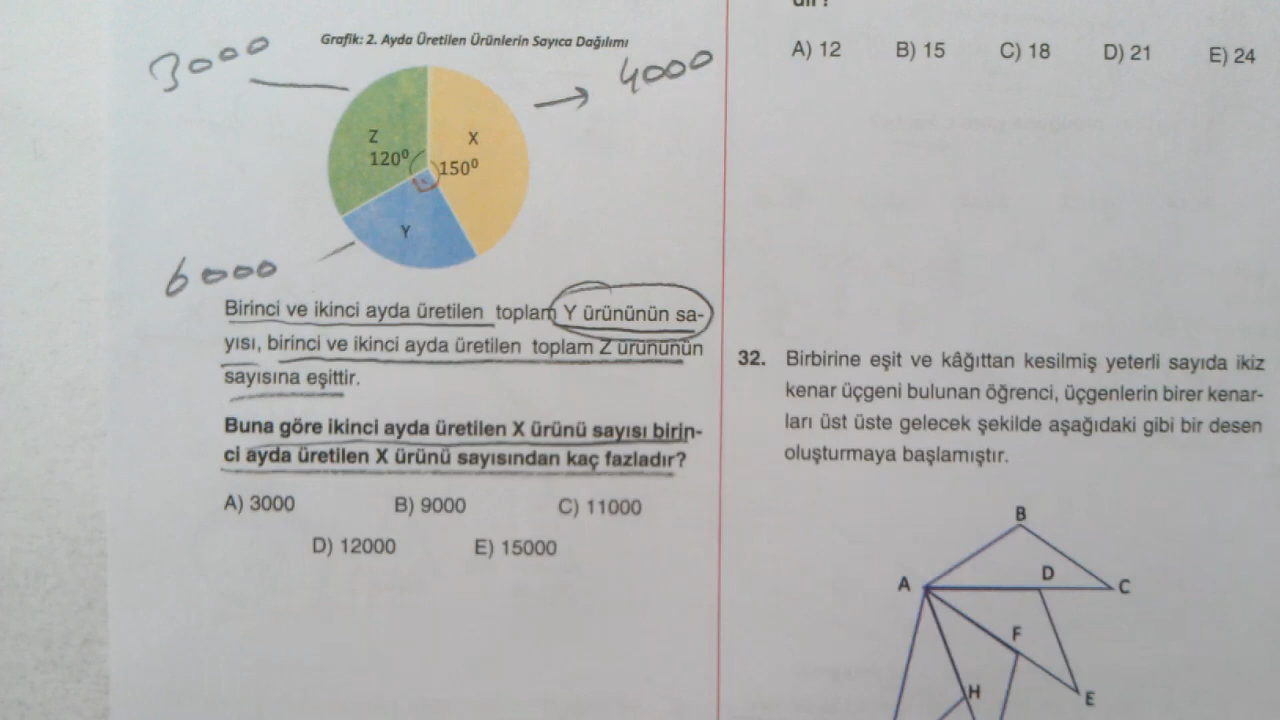 Grafik: 2. Ayda Üretilen Ürünlerin Sayıca Dağılımı
3000
4000
Z
120⁰
X
150⁰
Y
6000
Birinci ve ikinci ayda üretilen toplam Y ürününün sa-
yısı, birinci ve ikinci ayda üretilen toplam Z ürününün
sayısına eşittir.
Buna göre ikinci ayda üretilen X ürünü sayısı birin-
ci ayda üretilen X ürünü sayısından kaç fazladır?
A) 3000 B) 9000 C) 11000
D) 12000 E) 15000
A) 12 B) 15 C) 18 D) 21 E) 24
32. Birbirine eşit ve kâğıttan kesilmiş yeterli sayıda ikiz
kenar üçgeni bulunan öğrenci, üçgenlerin birer kenar-
ları üst üste gelecek şekilde aşağıdaki gibi bir desen
oluşturmaya başlamıştır.
B
A
D
C
F
H
E